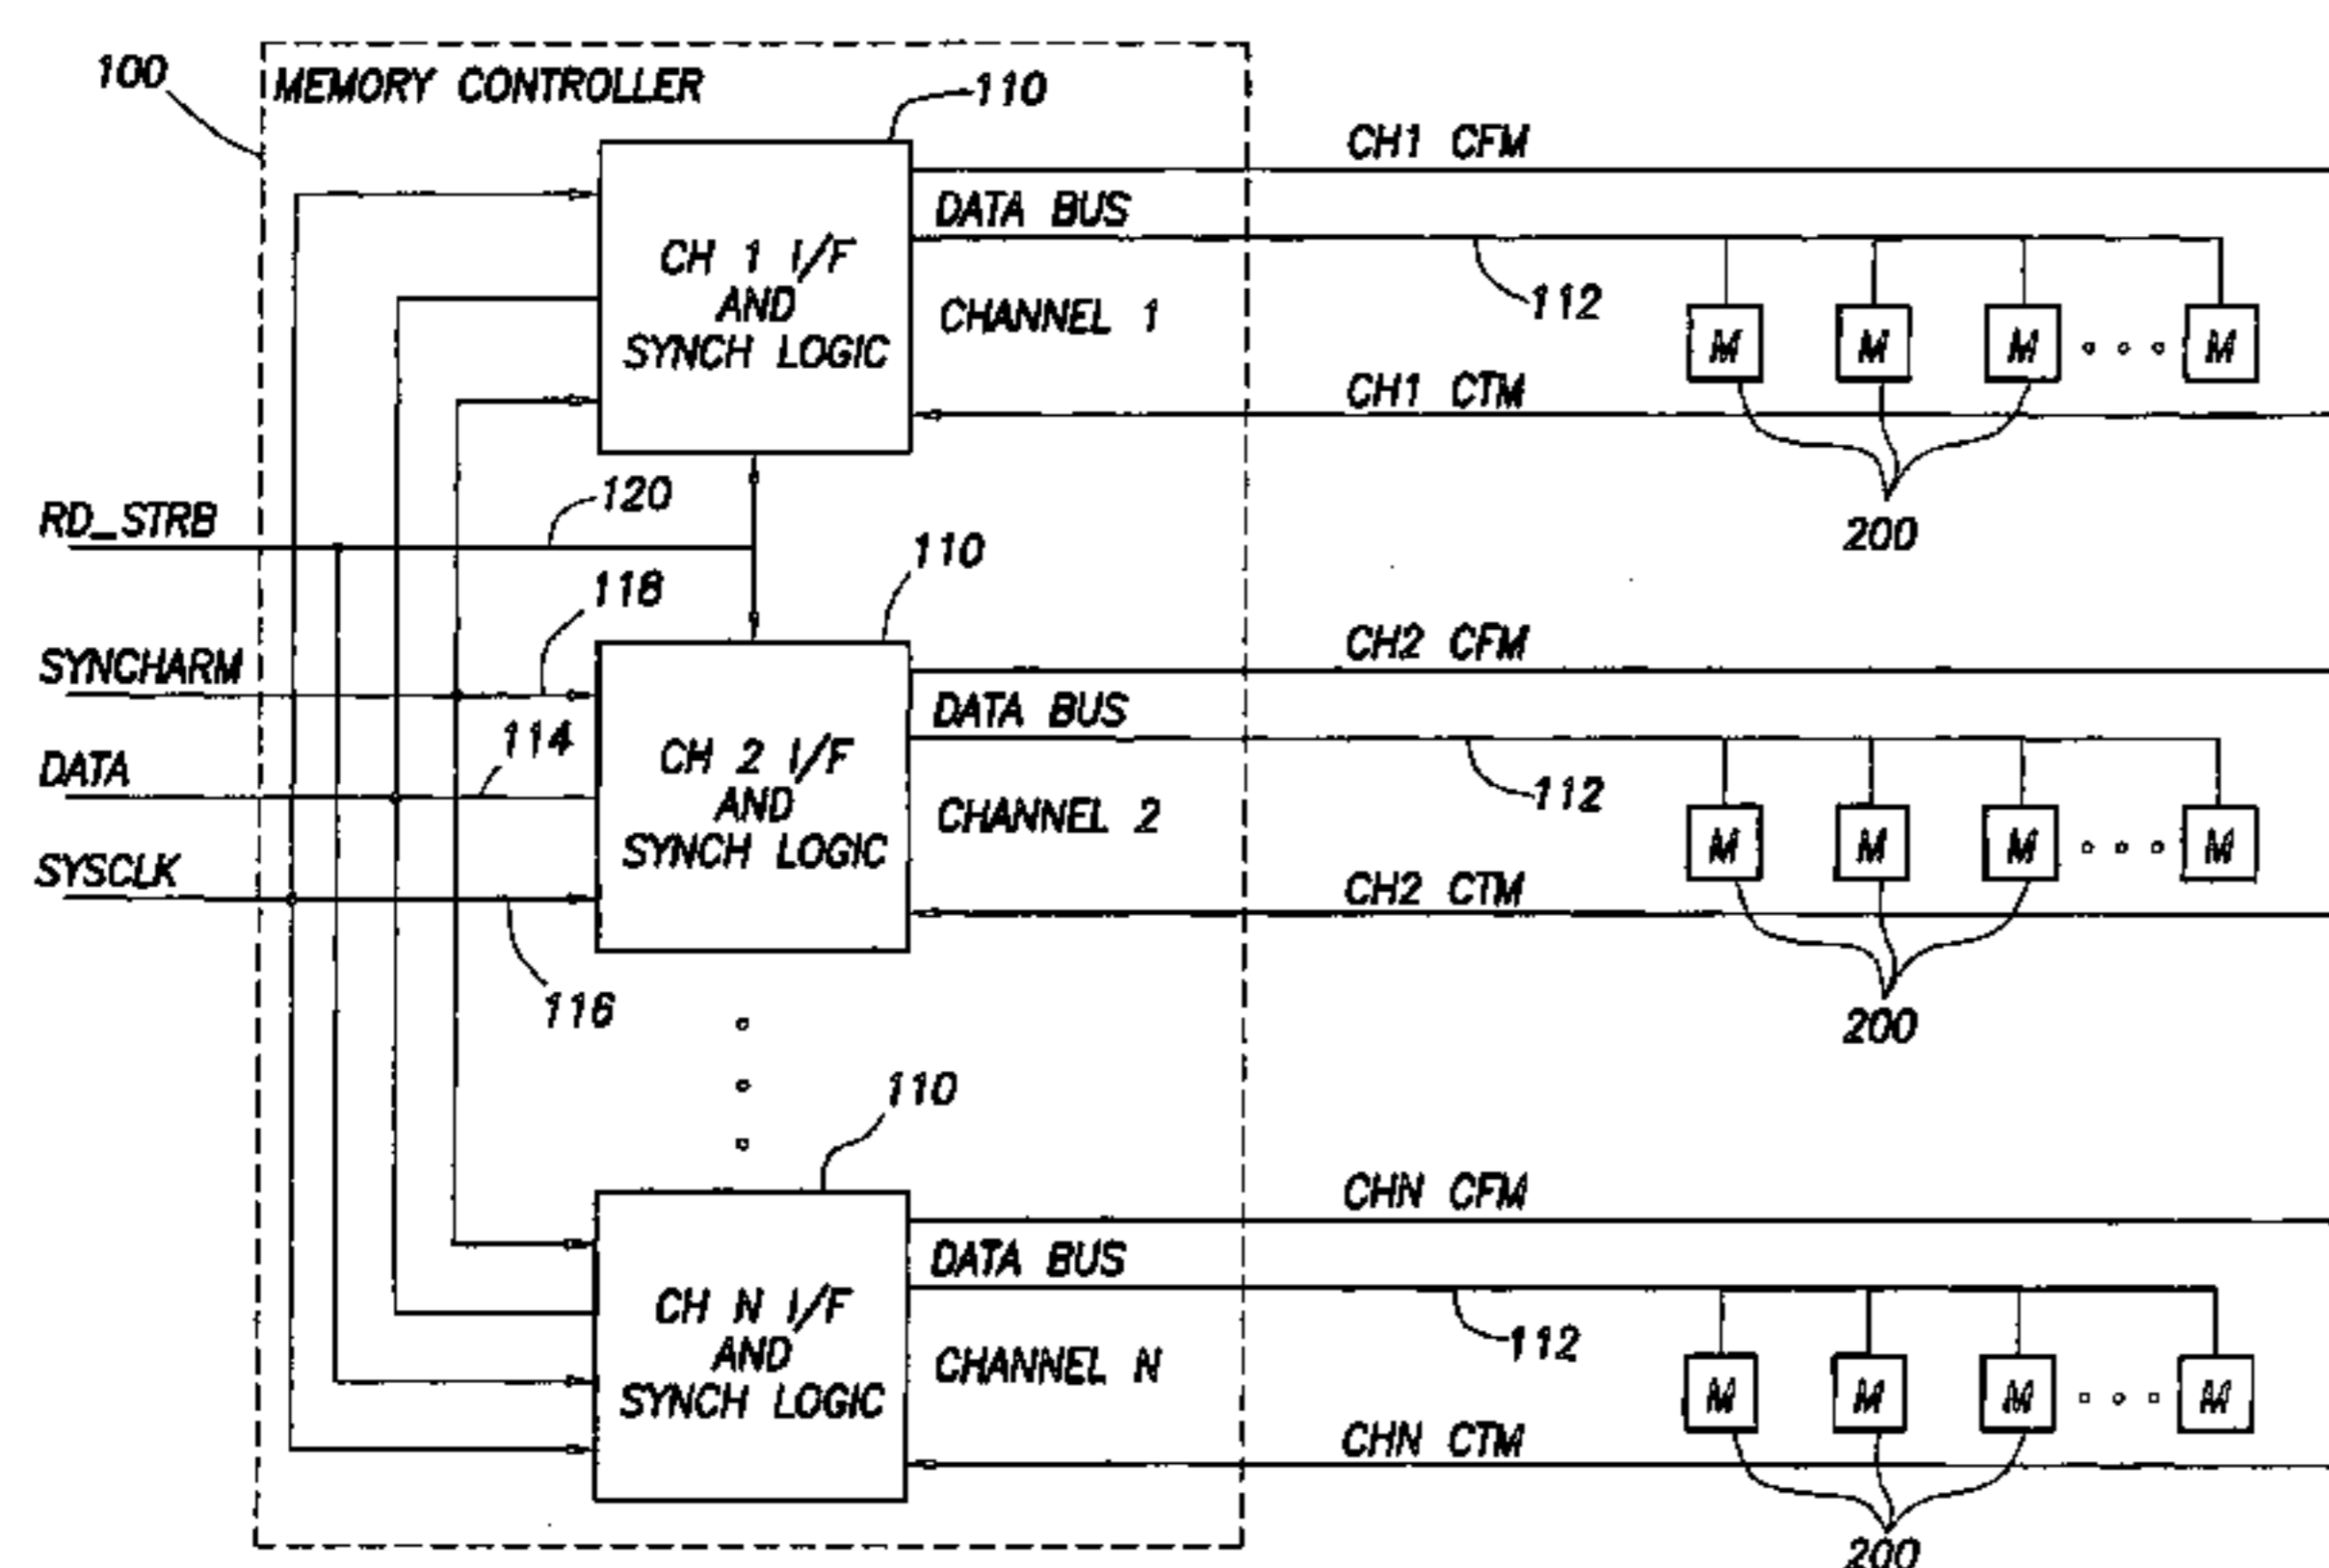 100
MEMORY CONTROLLER
110
CH1 CFM
DATA BUS
CH 1 I/F
AND
SYNCH LOGIC
CHANNEL 1
112
M M M M
CH1 CTM
200
RD_STRB
120
110
118
SYNCHARM
CH2 CFM
DATA BUS
114
DATA
CH 2 I/F
AND
SYNCH LOGIC
CHANNEL 2
112
M M M M
SYSCLK
CH2 CTM
116
200
110
CHN CFM
DATA BUS
CH N I/F
AND
SYNCH LOGIC
CHANNEL N
112
M M M M
CHN CTM
200